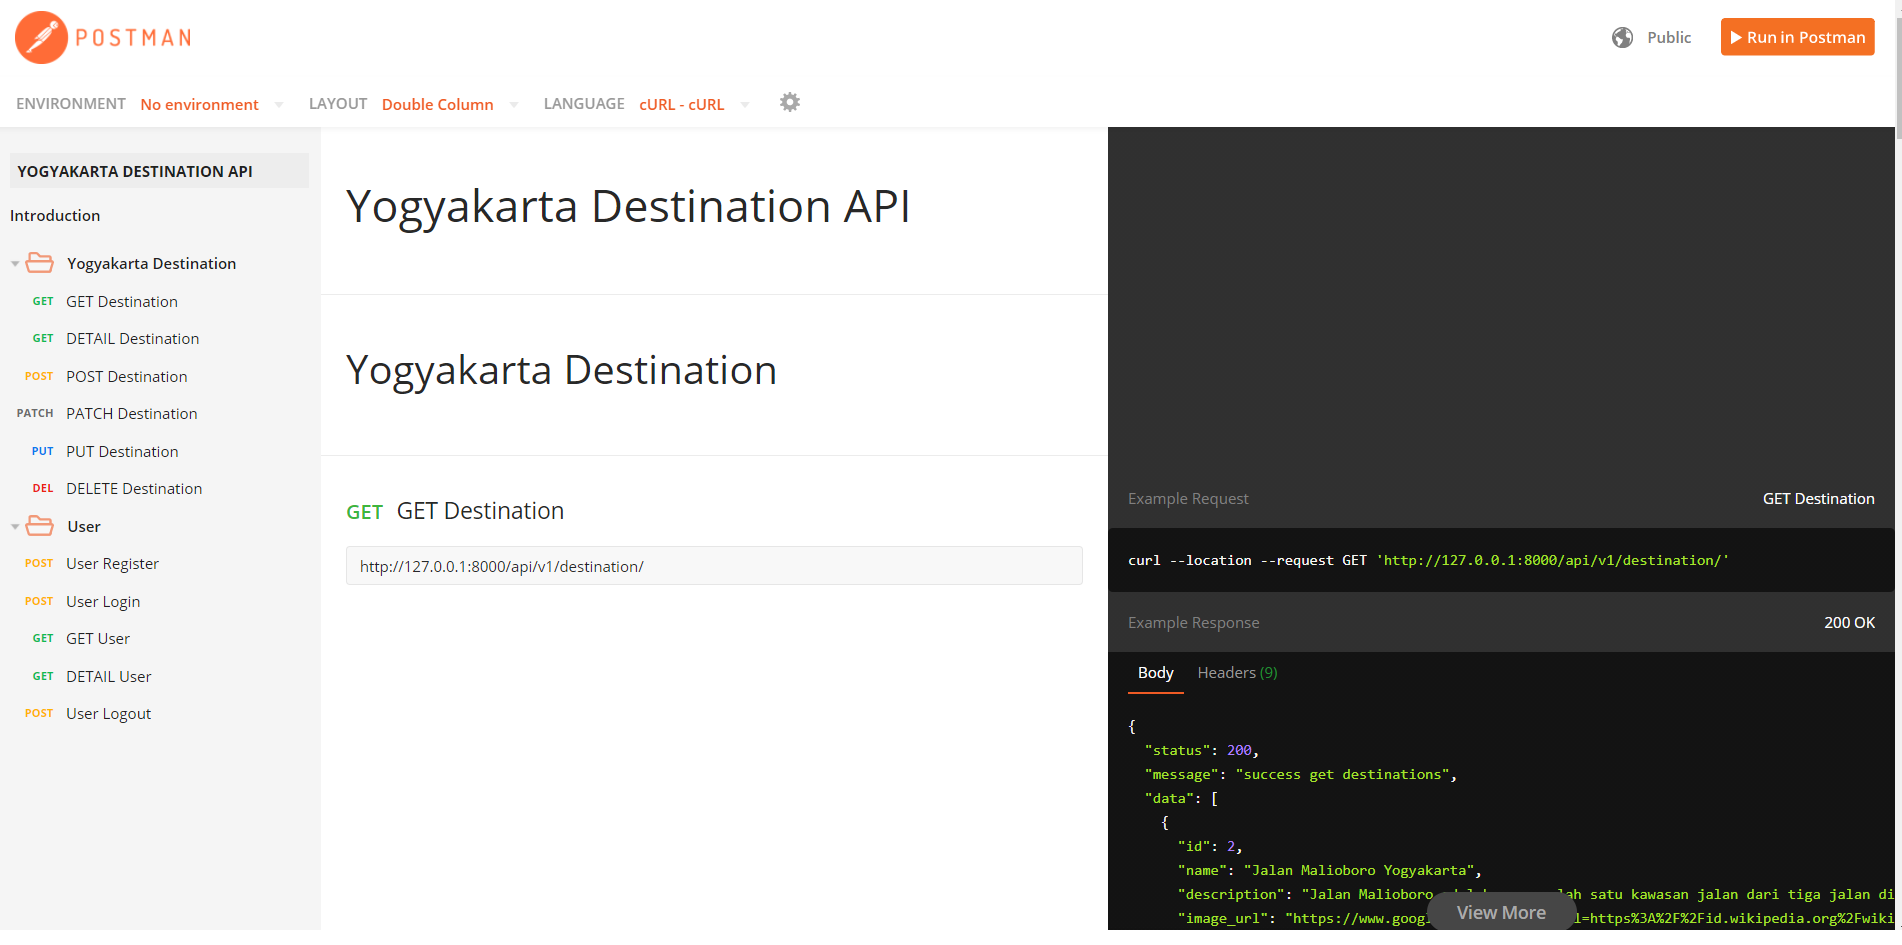 POSTMAN
Public
Run in Postman
ENVIRONMENT No environment LAYOUT Double Column LANGUAGE cURL - cURL
YOGYAKARTA DESTINATION API
Introduction
Yogyakarta Destination
GET GET Destination
GET DETAIL Destination
POST POST Destination
PATCH PATCH Destination
PUT PUT Destination
DEL DELETE Destination
User
POST User Register
POST User Login
GET GET User
GET DETAIL User
POST User Logout
Yogyakarta Destination API
Yogyakarta Destination
GET GET Destination
http://127.0.0.1:8000/api/v1/destination/
Example Request GET Destination
curl --location --request GET 'http://127.0.0.1:8000/api/v1/destination/'
Example Response 200 OK
Body Headers (9)
{
"status": 200,
"message": "success get destinations",
"data": [
{
"id": 2,
"name": "Jalan Malioboro Yogyakarta",
"description": "Jalan Malioboro satu kawasan jalan dari tiga jalan di
"image_url": "https://www.goog l=https%3A%2F%2Fid.wikipedia.org%2Fwiki
View More